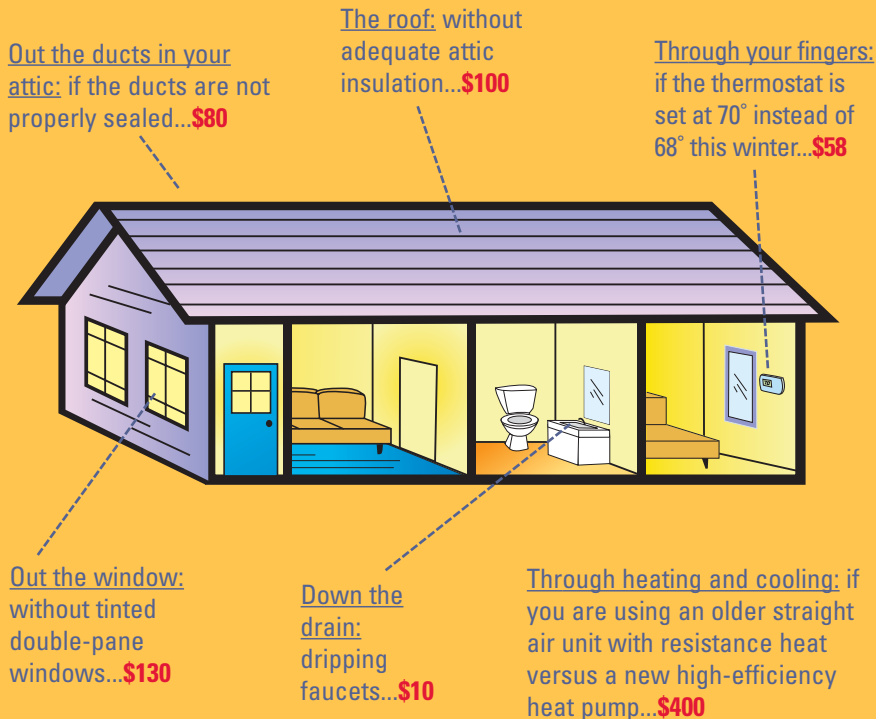 Out the ducts in your
attic: if the ducts are not
properly sealed...$80
The roof: without
adequate attic
insulation...$100
Through your fingers:
if the thermostat is
set at 70° instead of
68° this winter...$58
Out the window:
without tinted
double-pane
windows...$130
Down the
drain:
dripping
faucets...$10
Through heating and cooling: if
you are using an older straight
air unit with resistance heat
versus a new high-efficiency
heat pump...$400